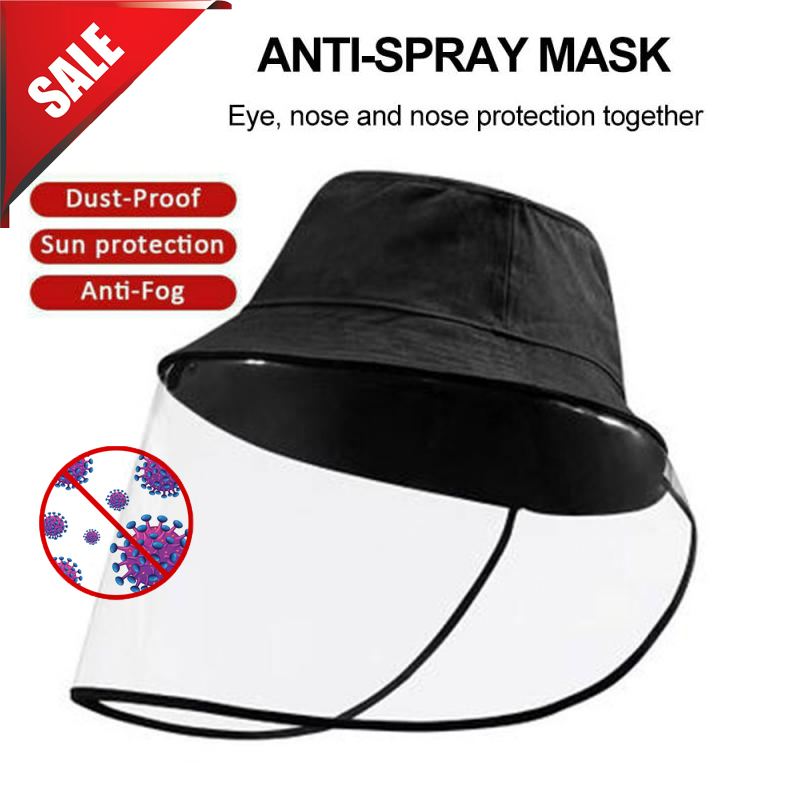 SALE
ANTI-SPRAY MASK
Eye, nose and nose protection together
Dust-Proof
Sun protection
Anti-Fog